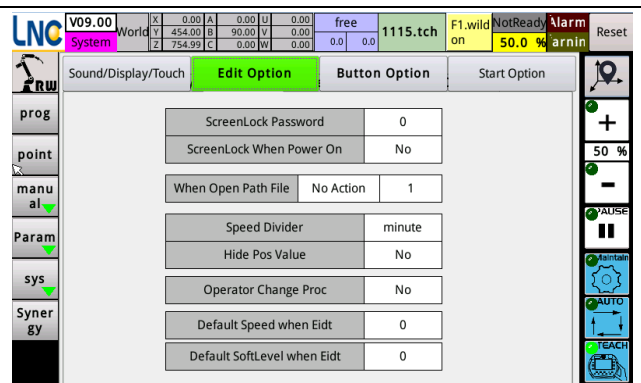 LNC
V09.00
System
World
X 0.00 A 0.00 U 0.00
Y 454.00 B 90.00 V 0.00
Z 754.99 C 0.00 W 0.00
free
0.0 0.0
1115.tch
F1.wild
on
NotReady
50.0 %
Alarm
arnin
Reset
RW
Sound/Display/Touch
Edit Option
Button Option
Start Option
prog
point
manu
al
Param
sys
Syner
gy
ScreenLock Password 0
ScreenLock When Power On No
When Open Path File No Action 1
Speed Divider minute
Hide Pos Value No
Operator Change Proc No
Default Speed when Eidt 0
Default SoftLevel when Eidt 0
+
50 %
-
PAUSE
Maintain
AUTO
TEACH